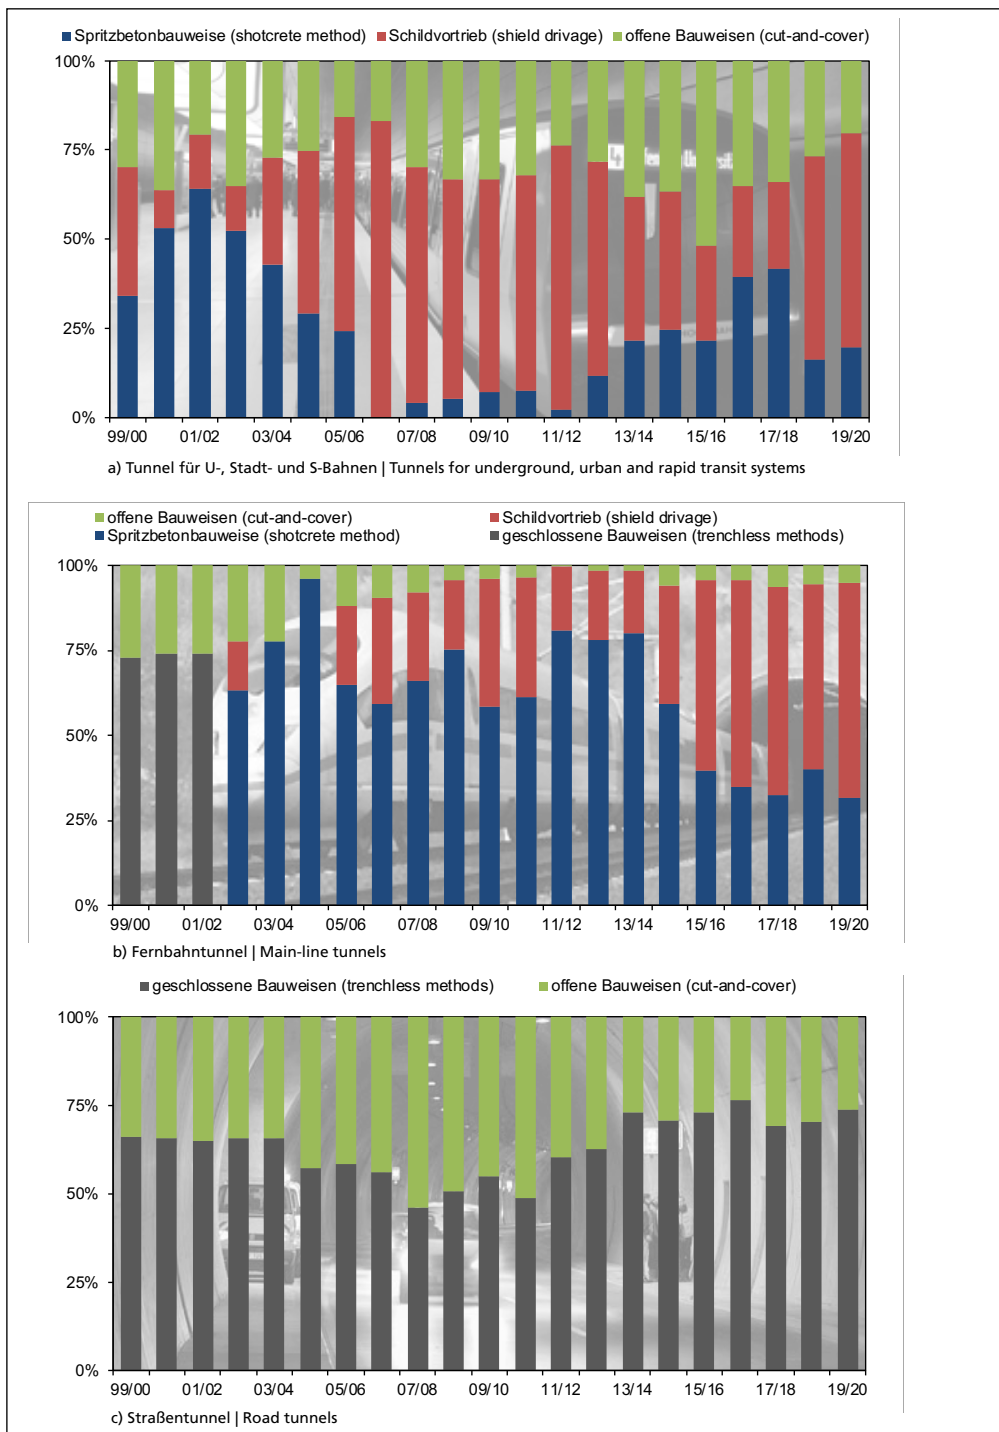 Spritzbetonbauweise (shotcrete method) Schildvortrieb (shield drivage) offene Bauweisen (cut-and-cover)
100%
75%
50%
25%
0%
99/00 01/02 03/04 05/06 07/08 09/10 11/12 13/14 15/16 17/18 19/20
a) Tunnel für U-, Stadt- und S-Bahnen | Tunnels for underground, urban and rapid transit systems
offene Bauweisen (cut-and-cover) Schildvortrieb (shield drivage)
Spritzbetonbauweise (shotcrete method) geschlossene Bauweisen (trenchless methods)
100%
75%
50%
25%
0%
99/00 01/02 03/04 05/06 07/08 09/10 11/12 13/14 15/16 17/18 19/20
b) Fernbahntunnel | Main-line tunnels
geschlossene Bauweisen (trenchless methods) offene Bauweisen (cut-and-cover)
100%
75%
50%
25%
0%
99/00 01/02 03/04 05/06 07/08 09/10 11/12 13/14 15/16 17/18 19/20
c) Straßentunnel | Road tunnels